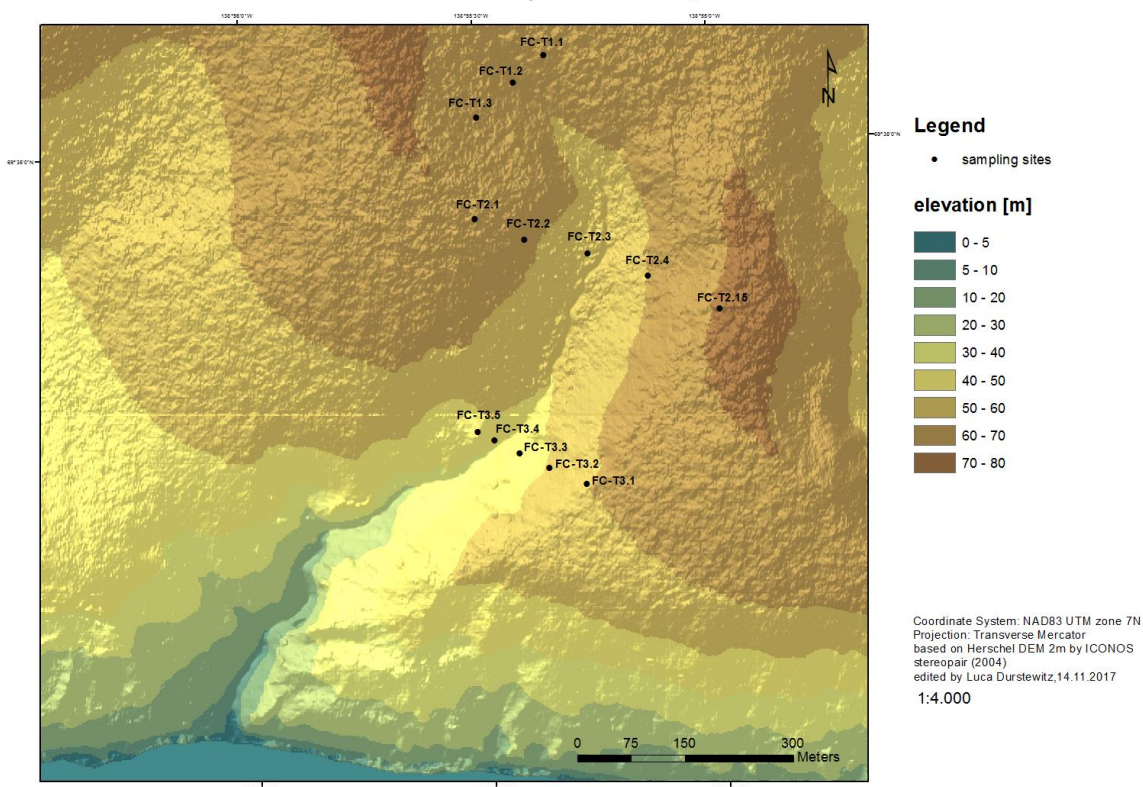 138°56'0"W
138°55'30"W
138°55'0"W
FC-T1.1
FC-T1.2
FC-T1.3
N
69°36'0"N
69°36'0"N
FC-T2.1
FC-T2.2
FC-T2.3
FC-T2.4
FC-T2.15
FC-T3.5
FC-T3.4
FC-T3.3
FC-T3.2
FC-T3.1
0 75 150 300
Meters
Legend
sampling sites
elevation [m]
0 - 5
5 - 10
10 - 20
20 - 30
30 - 40
40 - 50
50 - 60
60 - 70
70 - 80
Coordinate System: NAD83 UTM zone 7N
Projection: Transverse Mercator
based on Herschel DEM 2m by ICONOS
stereopair (2004)
edited by Luca Durstewitz,14.11.2017
1:4.000